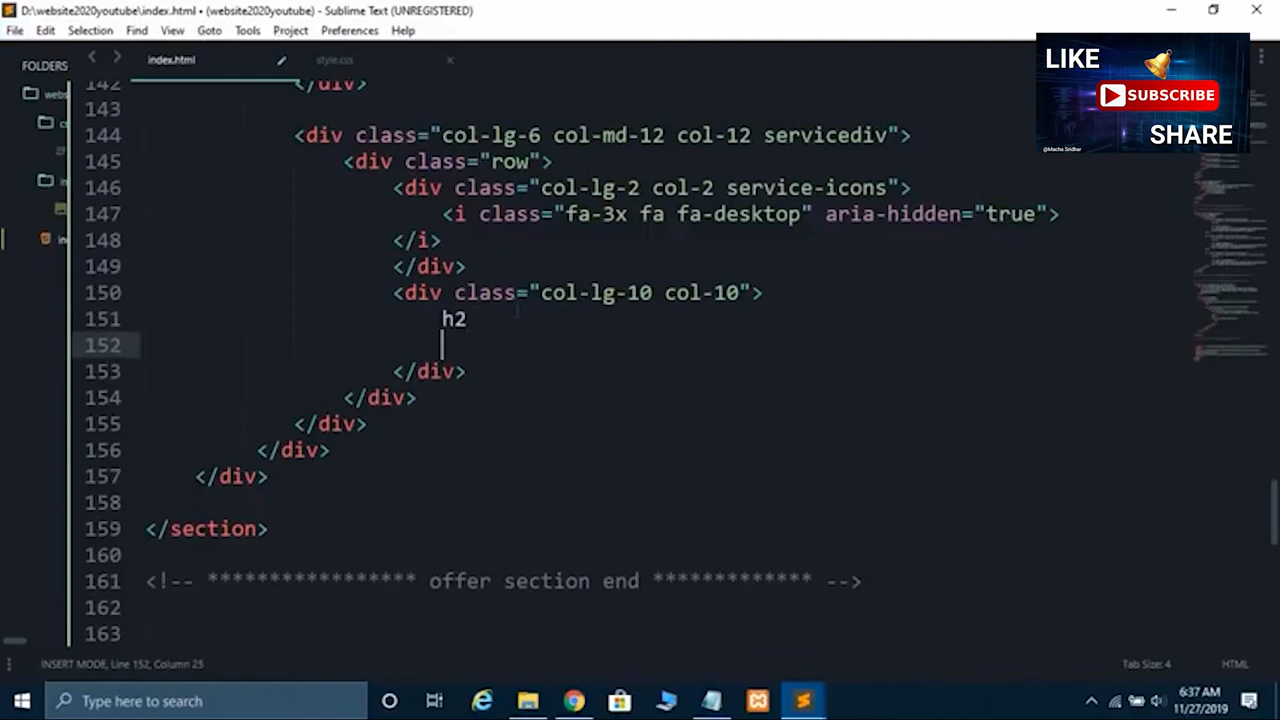 D:\website2020youtube\index.html • (website2020youtube) - Sublime Text (UNREGISTERED)
File Edit Selection Find View Goto Tools Project Preferences Help
LIKE
SUBSCRIBE
SHARE
@Macha Sridhar
FOLDERS
index.html
style.css
webs
142 </div>
143
144 <div class="col-lg-6 col-md-12 col-12 servicediv">
145 <div class="row">
146 <div class="col-lg-2 col-2 service-icons">
147 <i class="fa-3x fa fa-desktop" aria-hidden="true">
148 </i>
149 </div>
150 <div class="col-lg-10 col-10">
151 h2
152
153 </div>
154 </div>
155 </div>
156 </div>
157 </div>
158
159 </section>
160
161 <!-- ***************** offer section end ************* -->
162
163
INSERT MODE, Line 152, Column 25
Tab Size: 4
HTML
Type here to search
6:37 AM
11/27/2019